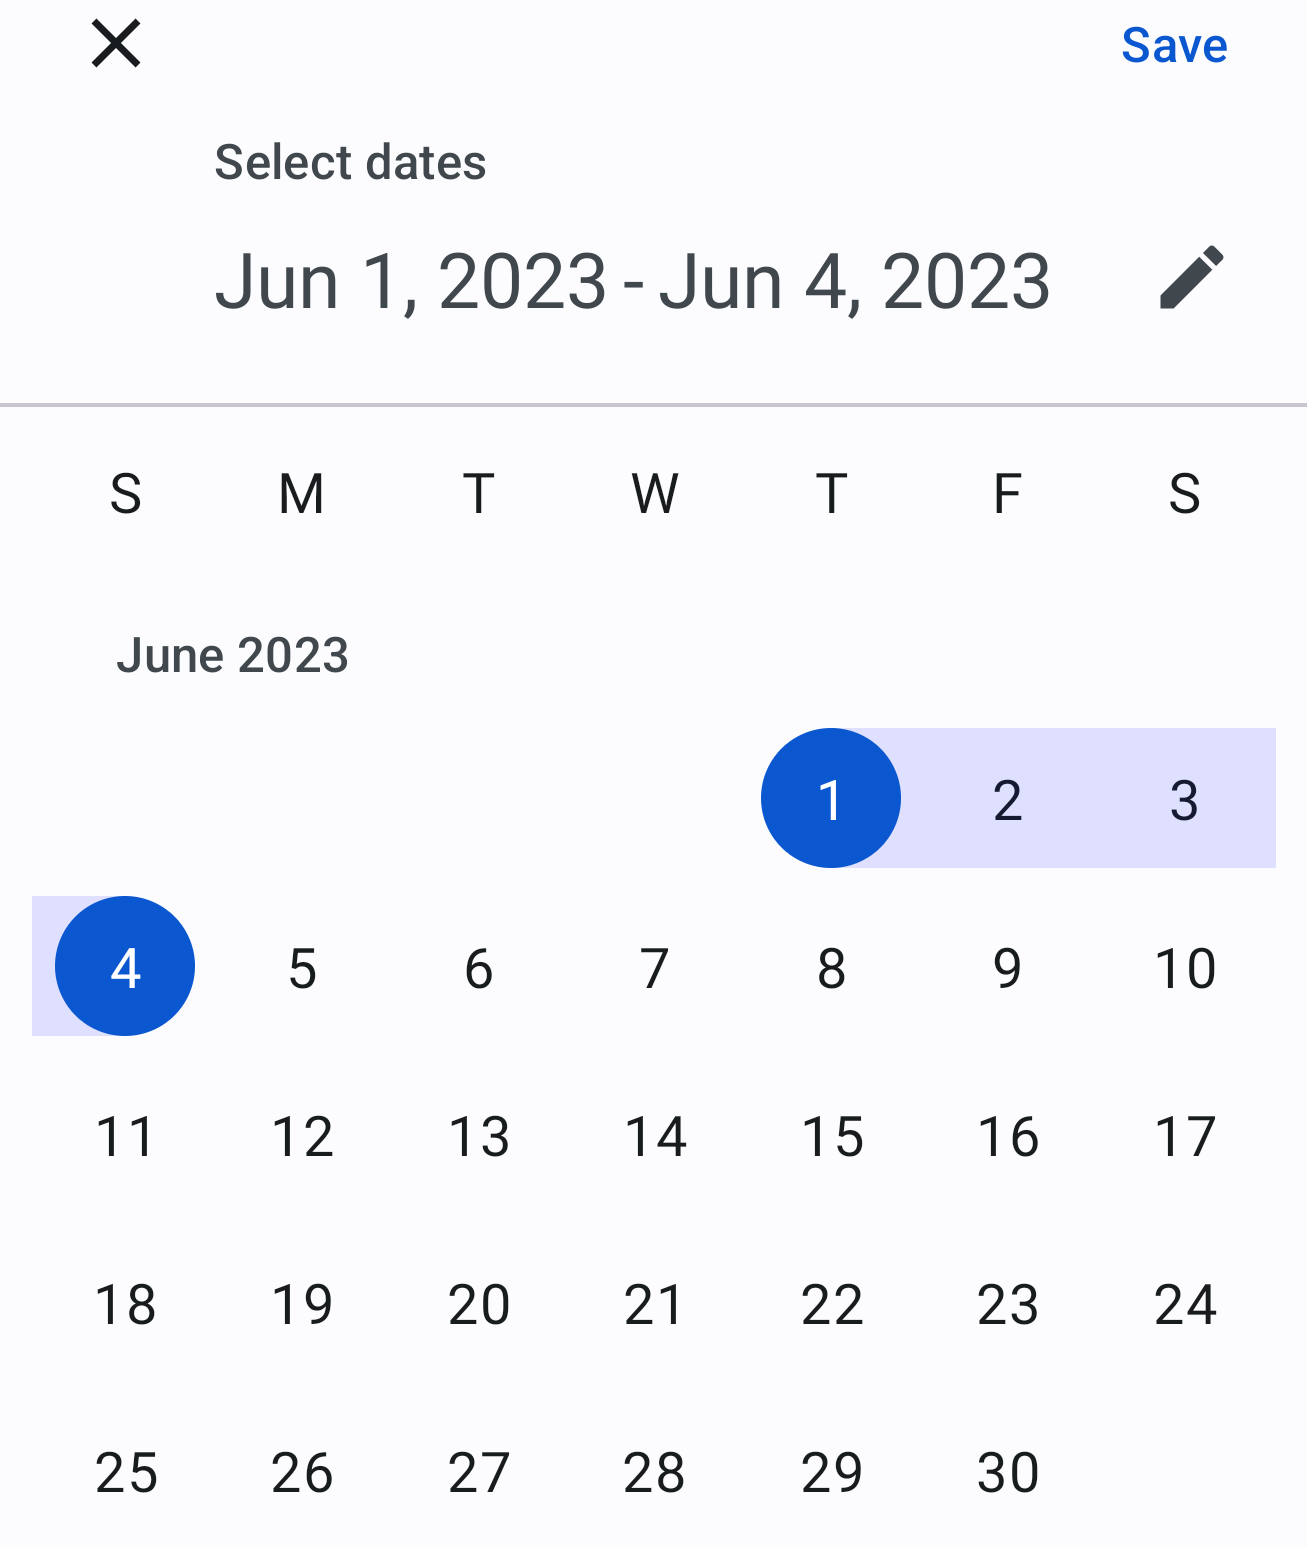 Save
Select dates
Jun 1, 2023 - Jun 4, 2023
S M T W T F S
June 2023
1 2 3
4 5 6 7 8 9 10
11 12 13 14 15 16 17
18 19 20 21 22 23 24
25 26 27 28 29 30